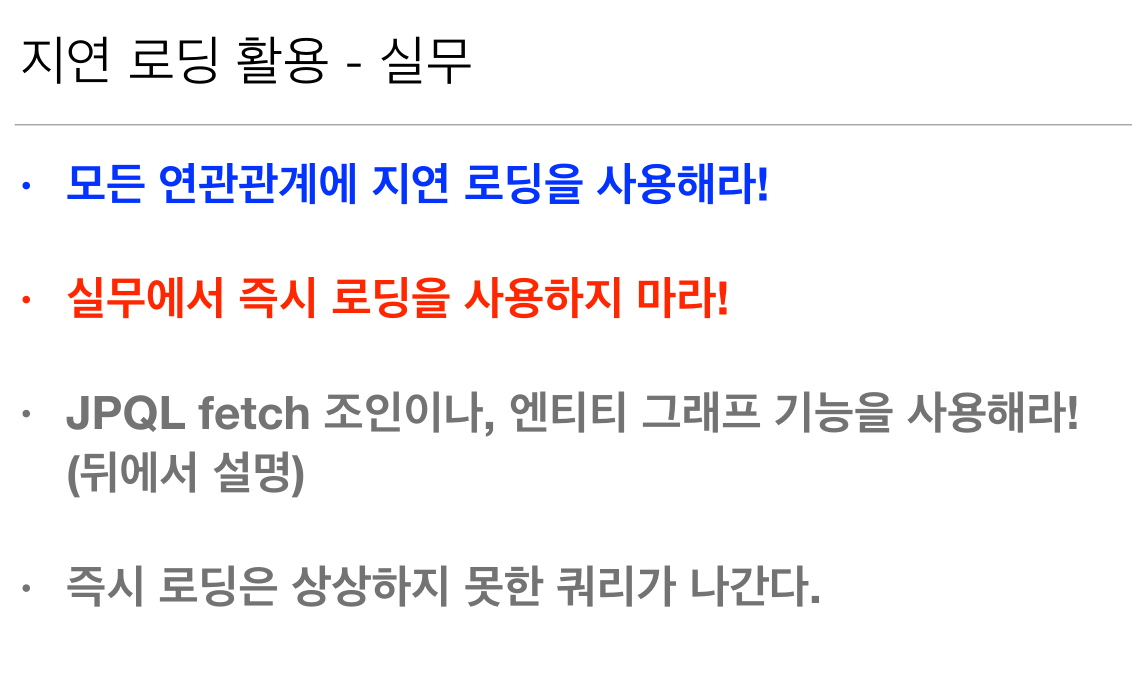 지연 로딩 활용 - 실무
• 모든 연관관계에 지연 로딩을 사용해라!
• 실무에서 즉시 로딩을 사용하지 마라!
• JPQL fetch 조인이나, 엔티티 그래프 기능을 사용해라!
(뒤에서 설명)
• 즉시 로딩은 상상하지 못한 쿼리가 나간다.